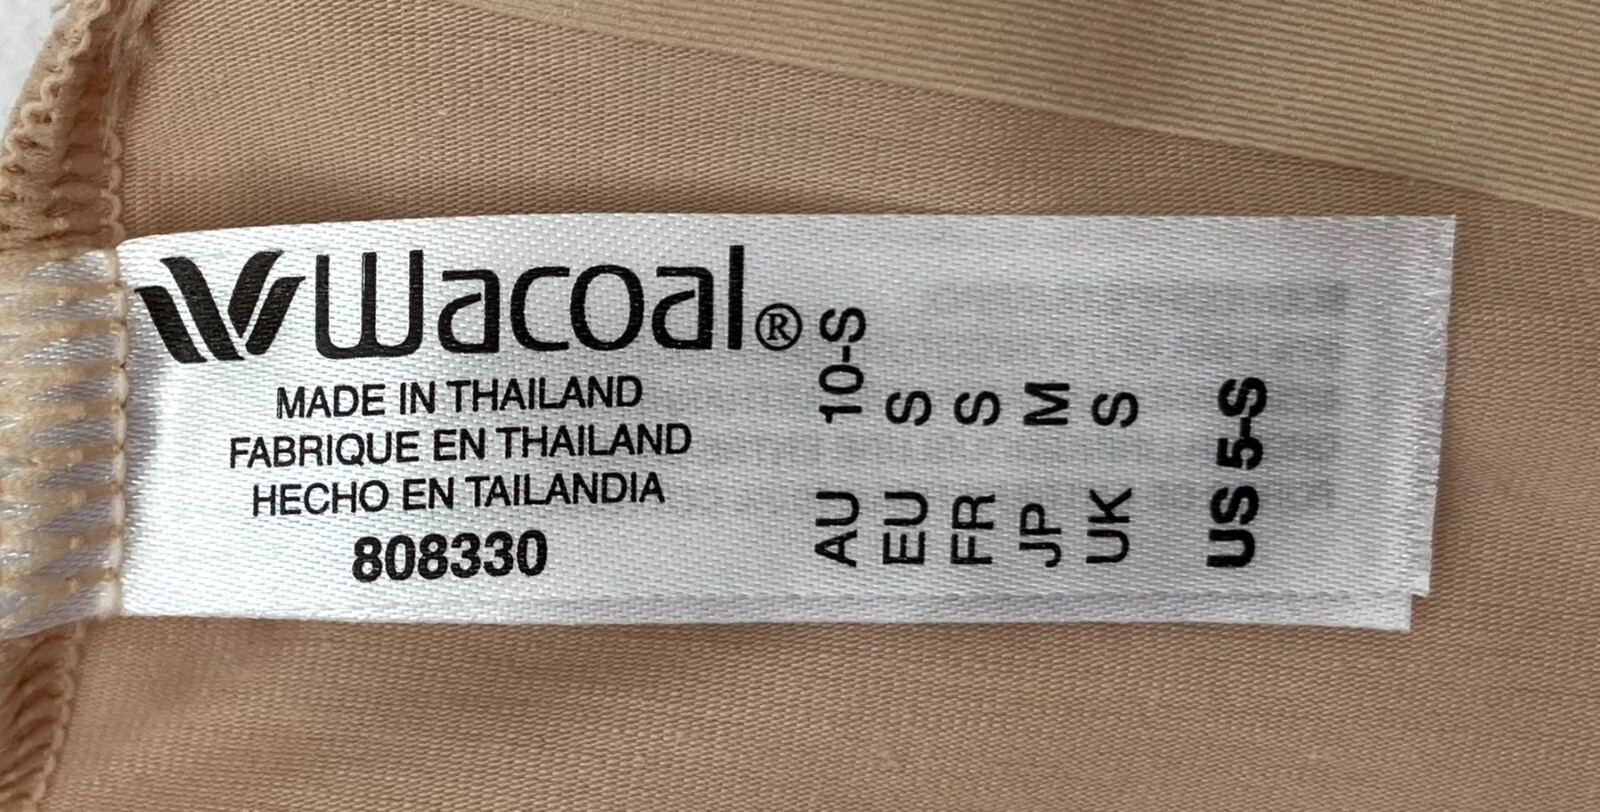 Wacoal®
MADE IN THAILAND
FABRIQUE EN THAILAND
HECHO EN TAILANDIA
808330
AU 10-S
EU S
FR S
JP M
UK S
US 5-S